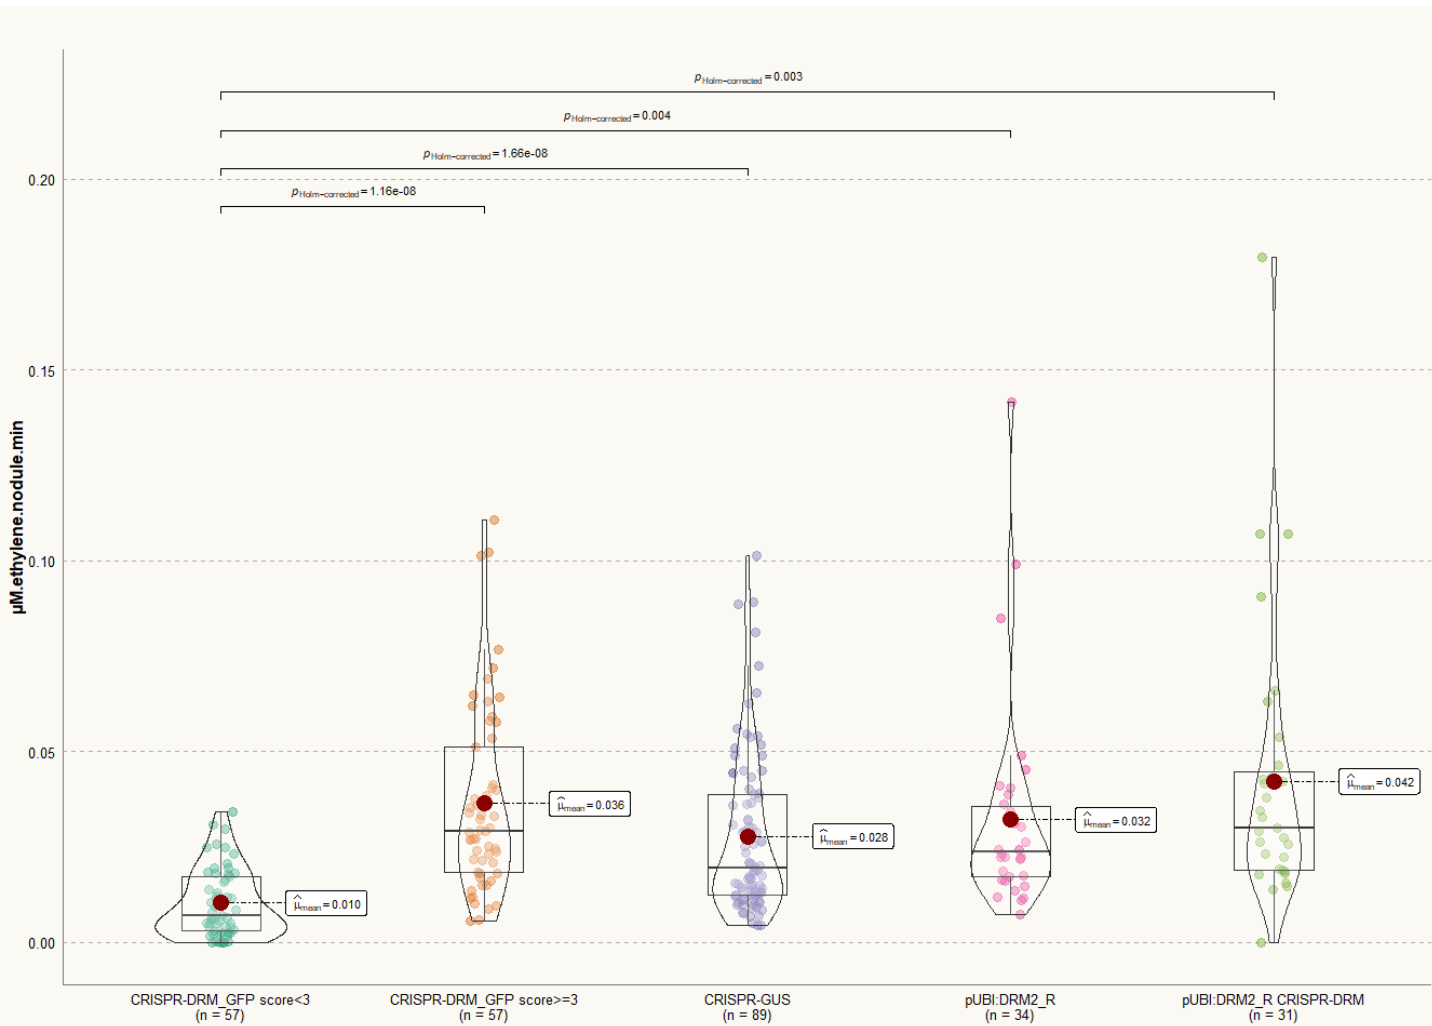 pHolm−corrected = 0.003
pHolm−corrected = 0.004
pHolm−corrected = 1.66e-08
pHolm−corrected = 1.16e-08
0.20
0.15
0.10
0.05
0.00
µM.ethylene.nodule.min
μ̂mean = 0.010
μ̂mean = 0.036
μ̂mean = 0.028
μ̂mean = 0.032
μ̂mean = 0.042
CRISPR-DRM_GFP score<3
(n = 57)
CRISPR-DRM_GFP score>=3
(n = 57)
CRISPR-GUS
(n = 89)
pUBI:DRM2_R
(n = 34)
pUBI:DRM2_R CRISPR-DRM
(n = 31)